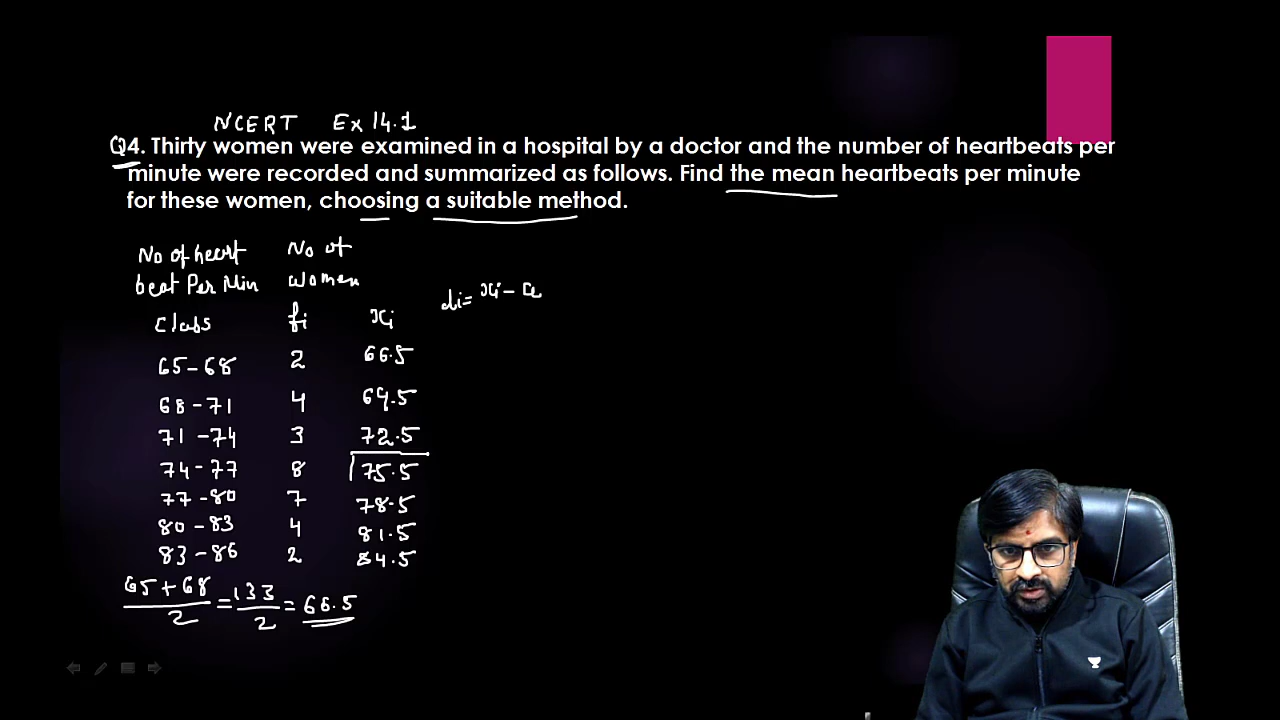 NCERT Ex 14.1
Q4. Thirty women were examined in a hospital by a doctor and the number of heartbeats per
minute were recorded and summarized as follows. Find the mean heartbeats per minute
for these women, choosing a suitable method.
No of heart No of
beat Per Min women
Class fi xi di = xi - a
65-68 2 66.5
68-71 4 69.5
71-74 3 72.5
74-77 8 75.5
77-80 7 78.5
80-83 4 81.5
83-86 2 84.5
65+68/2 = 133/2 = 66.5